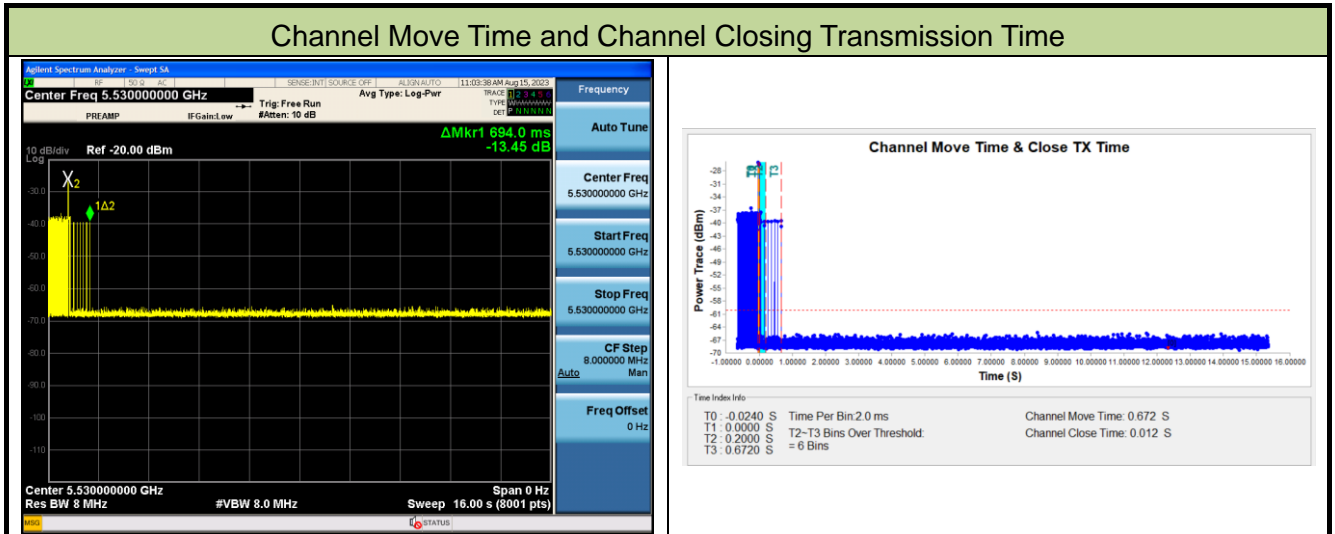 Channel Move Time and Channel Closing Transmission Time
Agilent Spectrum Analyzer - Swept SA
RF 50 Ω AC SENSE:INT SOURCE OFF ALIGN AUTO 11:03:38 AM Aug 15, 2023
Center Freq 5.530000000 GHz
PREAMP IFGain:Low
Trig: Free Run
#Atten: 10 dB
Avg Type: Log-Pwr
TRACE 1 2 3 4 5 6
TYPE
DET P N N N N N
ΔMkr1 694.0 ms
-13.45 dB
10 dB/div Ref -20.00 dBm
Log
-30.0
-40.0
-50.0
-60.0
-70.0
-80.0
-90.0
-100
-110
X2
1Δ2
Center 5.530000000 GHz Span 0 Hz
Res BW 8 MHz #VBW 8.0 MHz Sweep 16.00 s (8001 pts)
MSG STATUS
Frequency
Auto Tune
Center Freq
5.530000000 GHz
Start Freq
5.530000000 GHz
Stop Freq
5.530000000 GHz
CF Step
8.000000 MHz
Auto Man
Freq Offset
0 Hz
Channel Move Time & Close TX Time
T3
Power Trace (dBm)
-28
-31
-34
-37
-40
-43
-46
-49
-52
-55
-58
-61
-64
-67
-70
-1.00000 0.00000 1.00000 2.00000 3.00000 4.00000 5.00000 6.00000 7.00000 8.00000 9.00000 10.00000 11.00000 12.00000 13.00000 14.00000 15.00000 16.00000
Time (S)
Time Index Info
T0 : -0.0240 S Time Per Bin:2.0 ms Channel Move Time: 0.672 S
T1 : 0.0000 S T2~T3 Bins Over Threshold: Channel Close Time: 0.012 S
T2 : 0.2000 S = 6 Bins
T3 : 0.6720 S